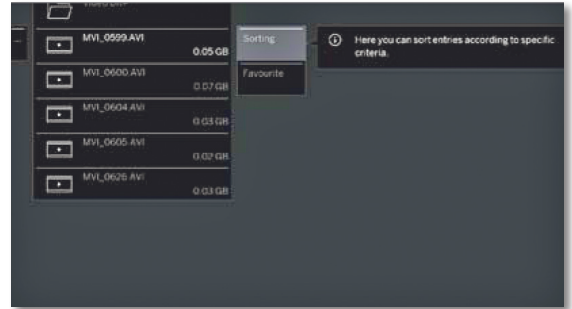 MVI_0599.AVI
0.05 GB
MVI_0600.AVI
0.07 GB
MVI_0604.AVI
0.03 GB
MVI_0605.AVI
0.02 GB
MVI_0626.AVI
0.03 GB
Sorting
Favourite
Here you can sort entries according to specific
criteria.